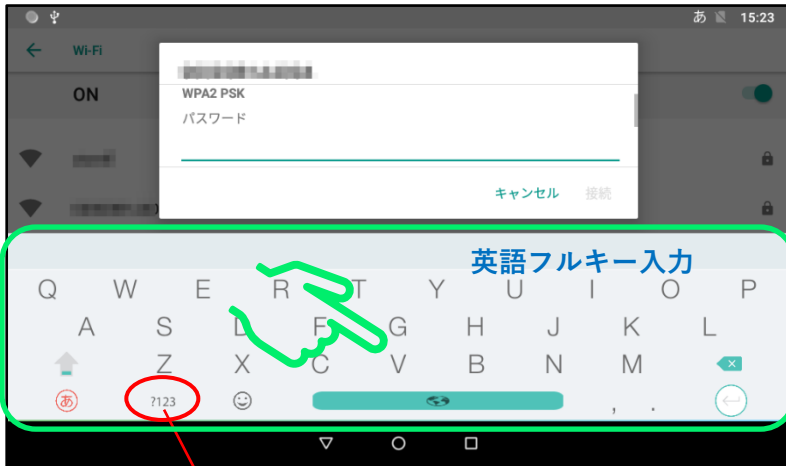 あ 15:23
Wi-Fi
ON
WPA2 PSK
パスワード
キャンセル 接続
英語フルキー入力
Q W E R T Y U I O P
A S D F G H J K L
Z X C V B N M
あ ?123 , .